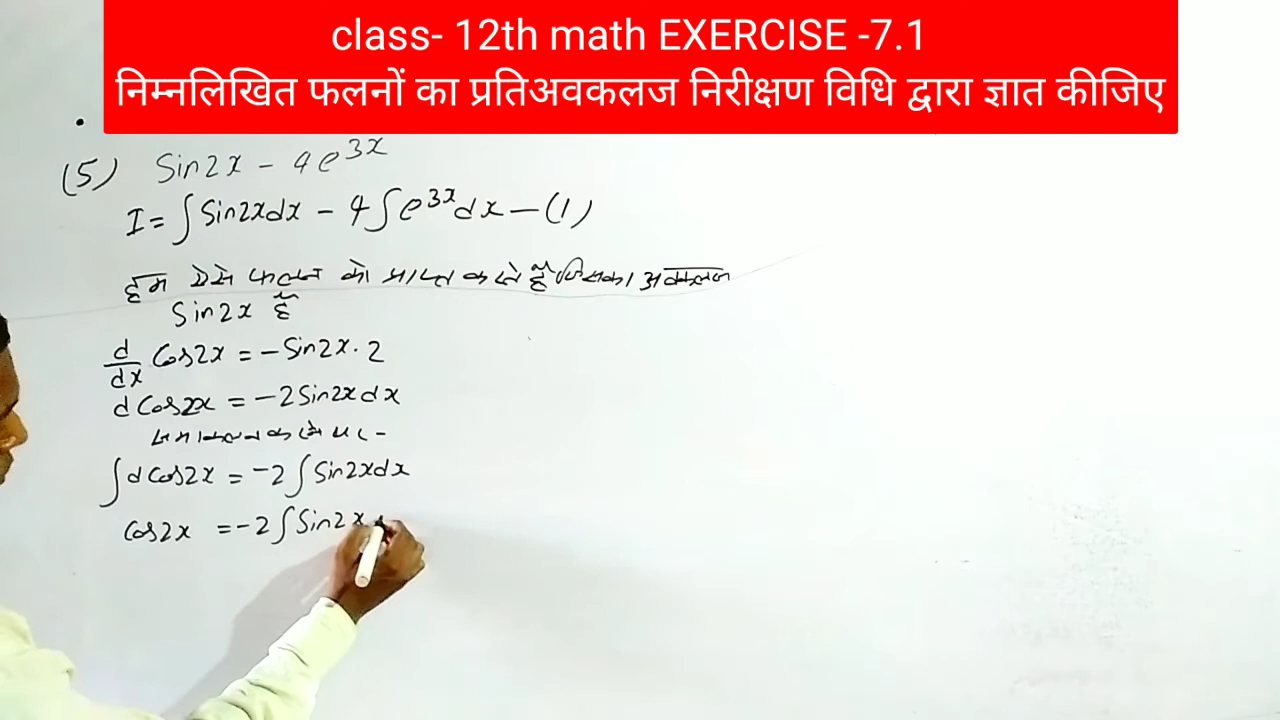 class- 12th math EXERCISE -7.1
निम्नलिखित फलनों का प्रतिअवकलज निरीक्षण विधि द्वारा ज्ञात कीजिए
(5) Sin2x - 4e^3x
I = ∫Sin2xdx - 4∫e^3x dx - (1)
हम ऐसे फलन को प्राप्त करते हैं जिसका अवकलज
Sin2x है
d/dx Cos2x = -Sin2x · 2
d Cos2x = -2Sin2xdx
समाकलन करने पर -
∫dCos2x = -2∫Sin2xdx
Cos2x = -2∫Sin2x